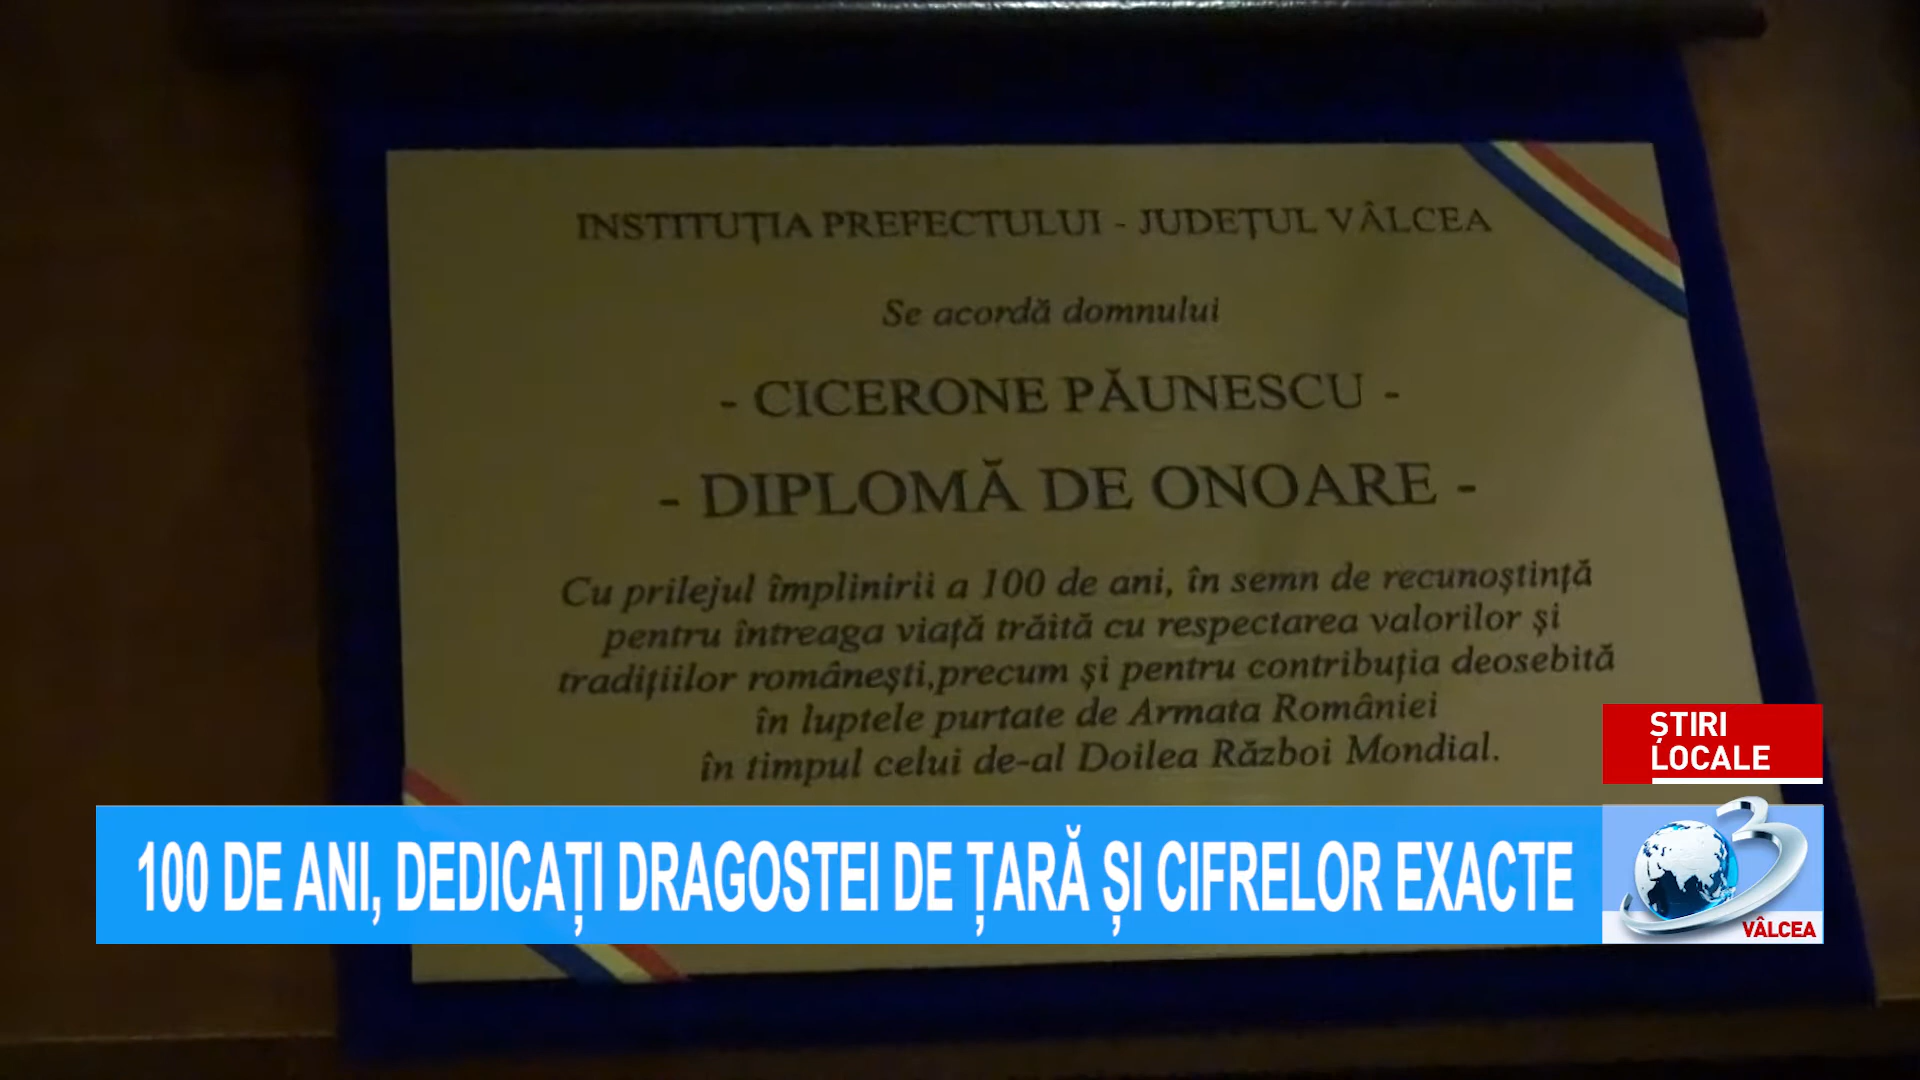 INSTITUȚIA PREFECTULUI - JUDEȚUL VÂLCEA
Se acordă domnului
- CICERONE PĂUNESCU -
- DIPLOMĂ DE ONOARE -
Cu prilejul împlinirii a 100 de ani, în semn de recunoștință
pentru întreaga viață trăită cu respectarea valorilor și
tradițiilor românești,precum și pentru contribuția deosebită
în luptele purtate de Armata României
în timpul celui de-al Doilea Război Mondial.
ȘTIRI
LOCALE
100 DE ANI, DEDICAȚI DRAGOSTEI DE ȚARĂ ȘI CIFRELOR EXACTE
3
VÂLCEA